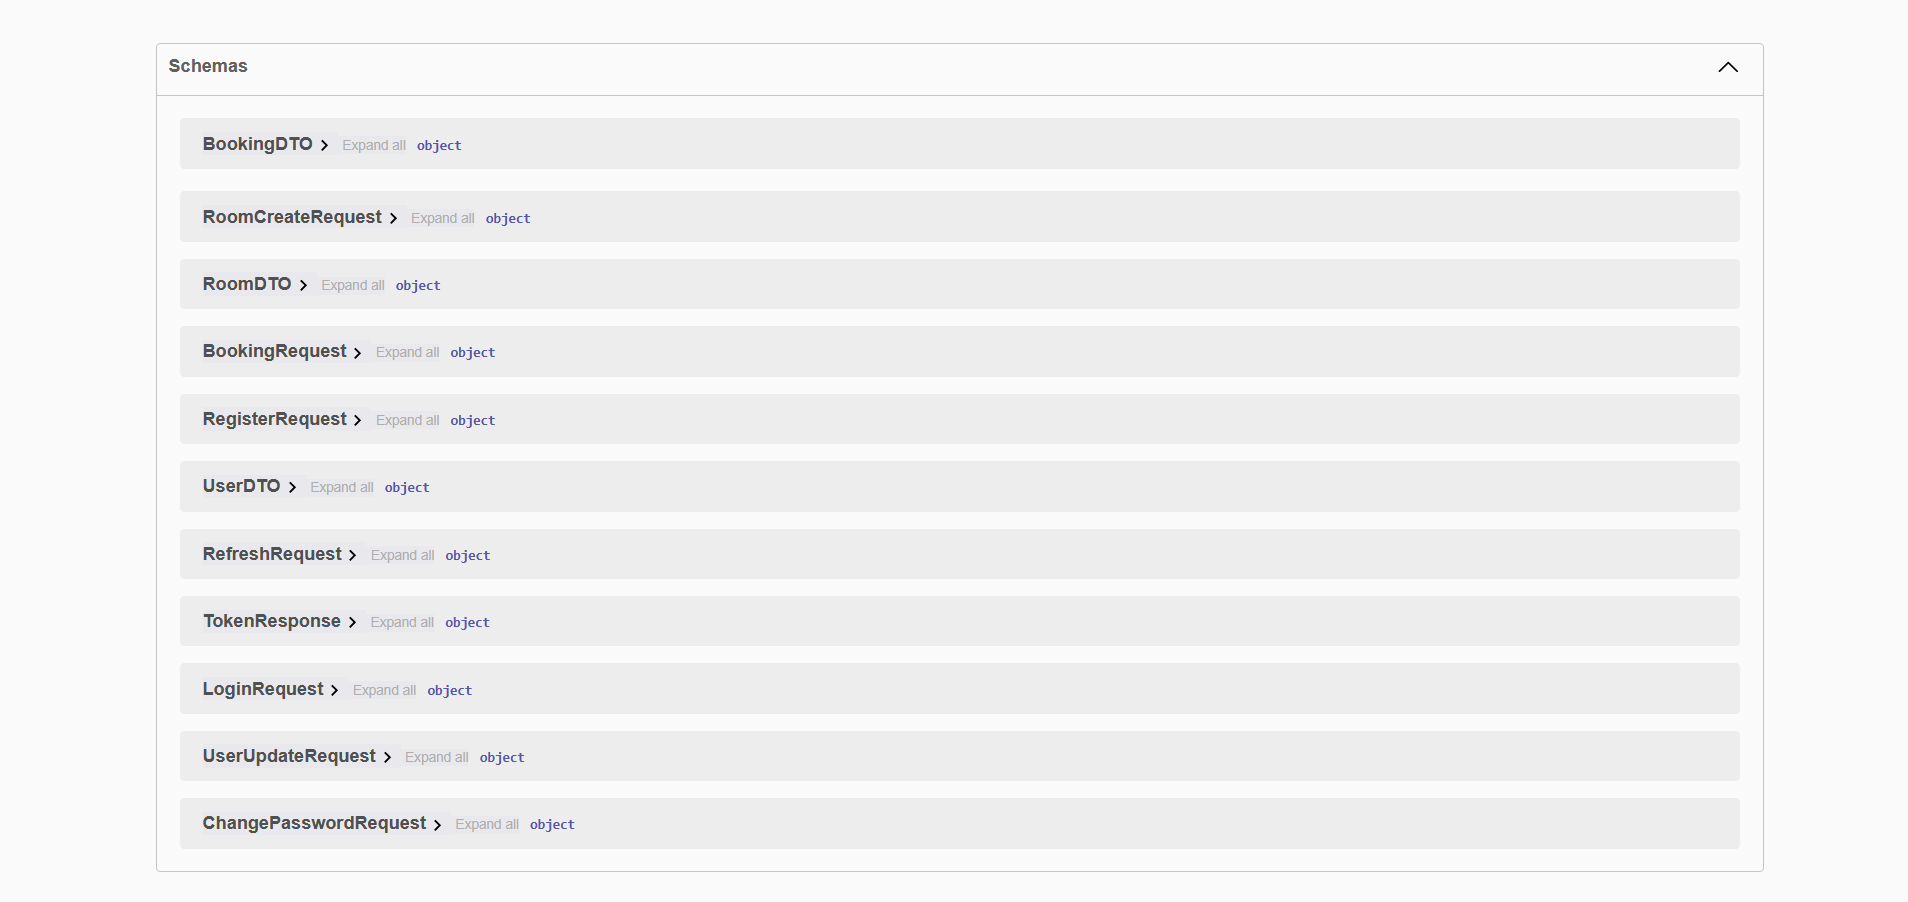 Schemas
BookingDTO Expand all object
RoomCreateRequest Expand all object
RoomDTO Expand all object
BookingRequest Expand all object
RegisterRequest Expand all object
UserDTO Expand all object
RefreshRequest Expand all object
TokenResponse Expand all object
LoginRequest Expand all object
UserUpdateRequest Expand all object
ChangePasswordRequest Expand all object